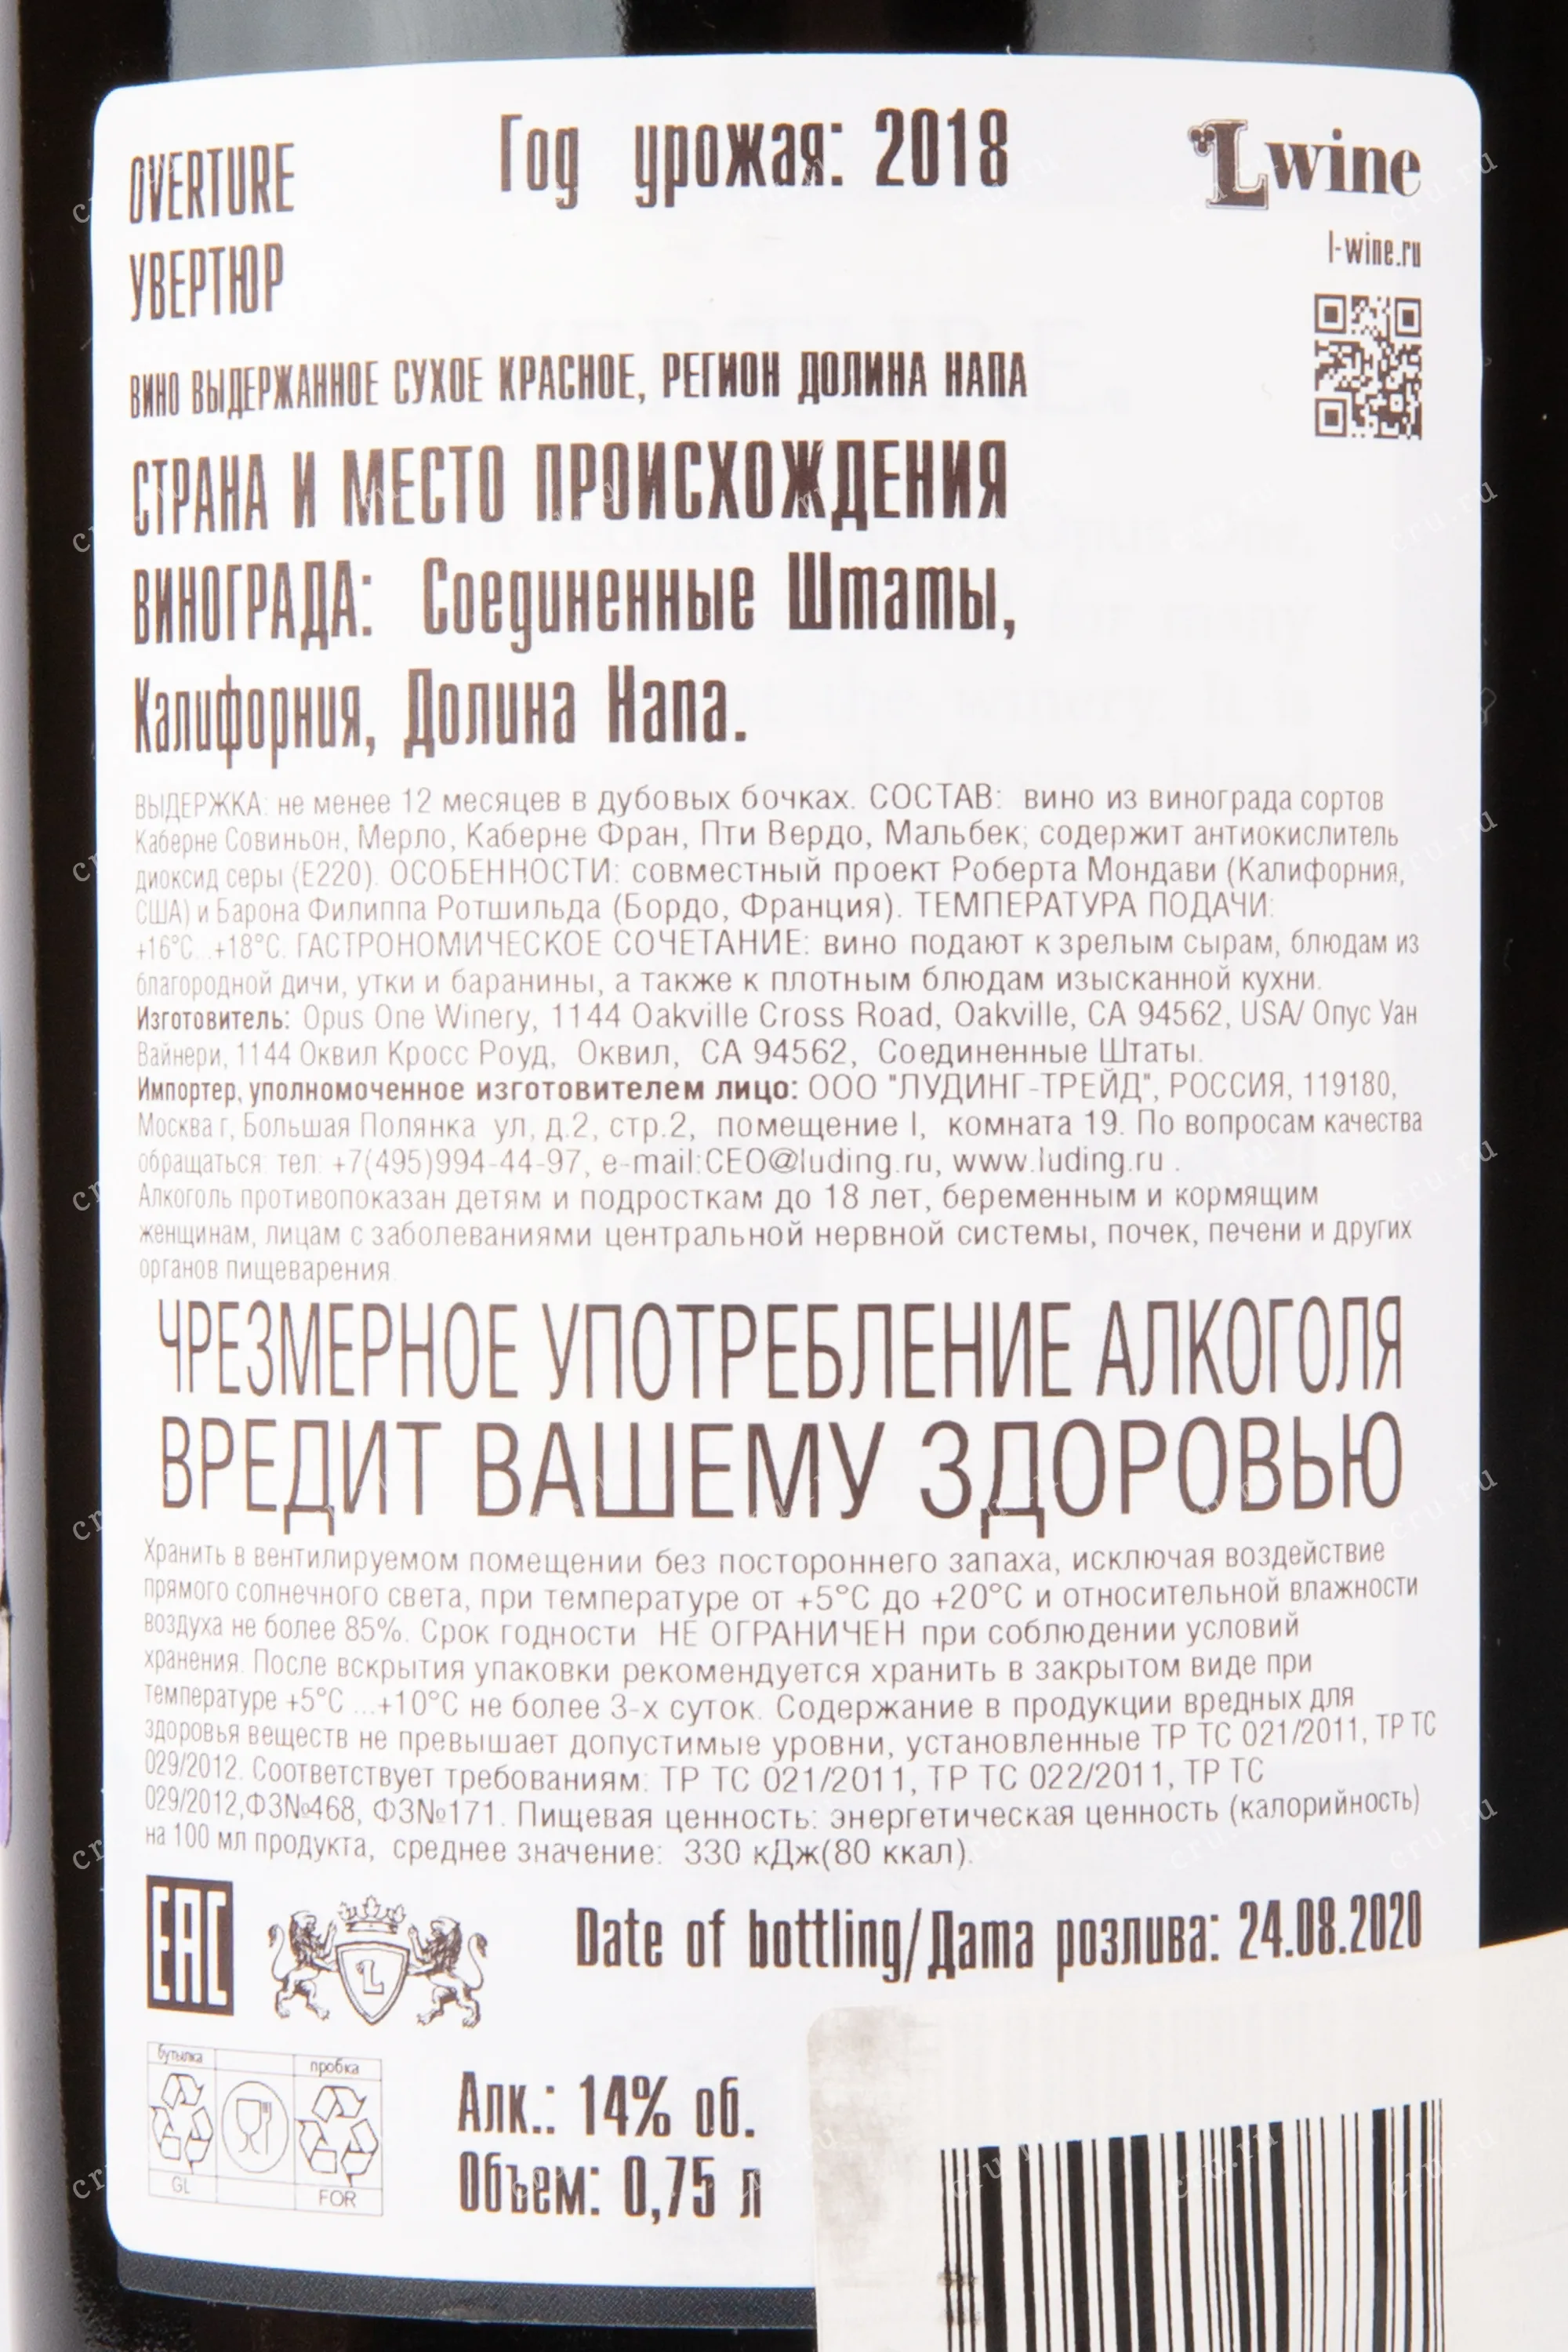 OVERTURE
Год урожая: 2018
Lwine
УВЕРТЮР
l-wine.ru
ВИНО ВЫДЕРЖАННОЕ СУХОЕ КРАСНОЕ, РЕГИОН ДОЛИНА НАПА
СТРАНА И МЕСТО ПРОИСХОЖДЕНИЯ
ВИНОГРАДА: Соединенные Штаты,
Калифорния, Долина Напа.
ВЫДЕРЖКА: не менее 12 месяцев в дубовых бочках. СОСТАВ: вино из винограда сортов
Каберне Совиньон, Мерло, Каберне Фран, Пти Вердо, Мальбек; содержит антиокислитель
диоксид серы (Е220). ОСОБЕННОСТИ: совместный проект Роберта Мондави (Калифорния,
США) и Барона Филиппа Ротшильда (Бордо, Франция). ТЕМПЕРАТУРА ПОДАЧИ:
+16°С...+18°С. ГАСТРОНОМИЧЕСКОЕ СОЧЕТАНИЕ: вино подают к зрелым сырам, блюдам из
благородной дичи, утки и баранины, а также к плотным блюдам изысканной кухни.
Изготовитель: Opus One Winery, 1144 Oakville Cross Road, Oakville, CA 94562, USA/ Опус Уан
Вайнери, 1144 Оквил Кросс Роуд, Оквил, СА 94562, Соединенные Штаты.
Импортер, уполномоченное изготовителем лицо: ООО "ЛУДИНГ-ТРЕЙД", РОССИЯ, 119180,
Москва г, Большая Полянка ул, д.2, стр.2, помещение I, комната 19. По вопросам качества
обращаться: тел: +7(495)994-44-97, e-mail:CEO@luding.ru, www.luding.ru .
Алкоголь противопоказан детям и подросткам до 18 лет, беременным и кормящим
женщинам, лицам с заболеваниями центральной нервной системы, почек, печени и других
органов пищеварения.
ЧРЕЗМЕРНОЕ УПОТРЕБЛЕНИЕ АЛКОГОЛЯ
ВРЕДИТ ВАШЕМУ ЗДОРОВЬЮ
Хранить в вентилируемом помещении без постороннего запаха, исключая воздействие
прямого солнечного света, при температуре от +5°С до +20°С и относительной влажности
воздуха не более 85%. Срок годности НЕ ОГРАНИЧЕН при соблюдении условий
хранения. После вскрытия упаковки рекомендуется хранить в закрытом виде при
температуре +5°С ...+10°С не более 3-х суток. Содержание в продукции вредных для
здоровья веществ не превышает допустимые уровни, установленные ТР ТС 021/2011, ТР ТС
029/2012. Соответствует требованиям: ТР ТС 021/2011, ТР ТС 022/2011, ТР ТС
029/2012,ФЗ№468, ФЗ№171. Пищевая ценность: энергетическая ценность (калорийность)
на 100 мл продукта, среднее значение: 330 кДж(80 ккал).
EAC
L
Date of bottling/Дата розлива: 24.08.2020
бутылка
пробка
GL
FOR
Алк.: 14% об.
Объем: 0,75 л
cru.ru